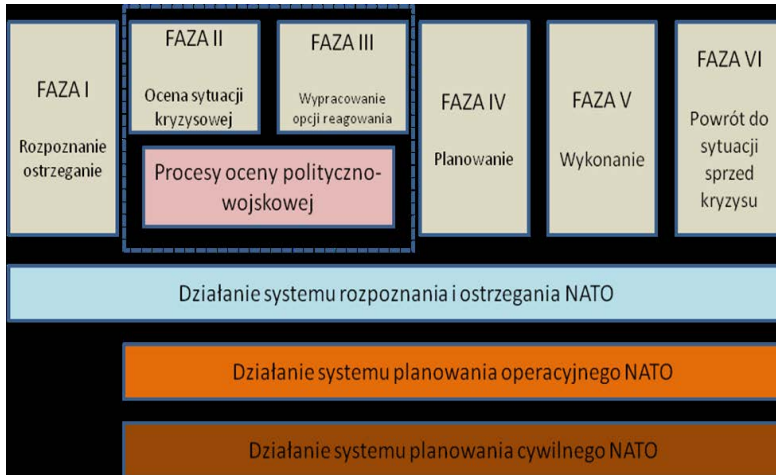 FAZA I
Rozpoznanie
ostrzeganie
FAZA II
Ocena sytuacji
kryzysowej
FAZA III
Wypracowanie
opcji reagowania
Procesy oceny polityczno-
wojskowej
FAZA IV
Planowanie
FAZA V
Wykonanie
FAZA VI
Powrót do
sytuacji
sprzed
kryzysu
Działanie systemu rozpoznania i ostrzegania NATO
Działanie systemu planowania operacyjnego NATO
Działanie systemu planowania cywilnego NATO